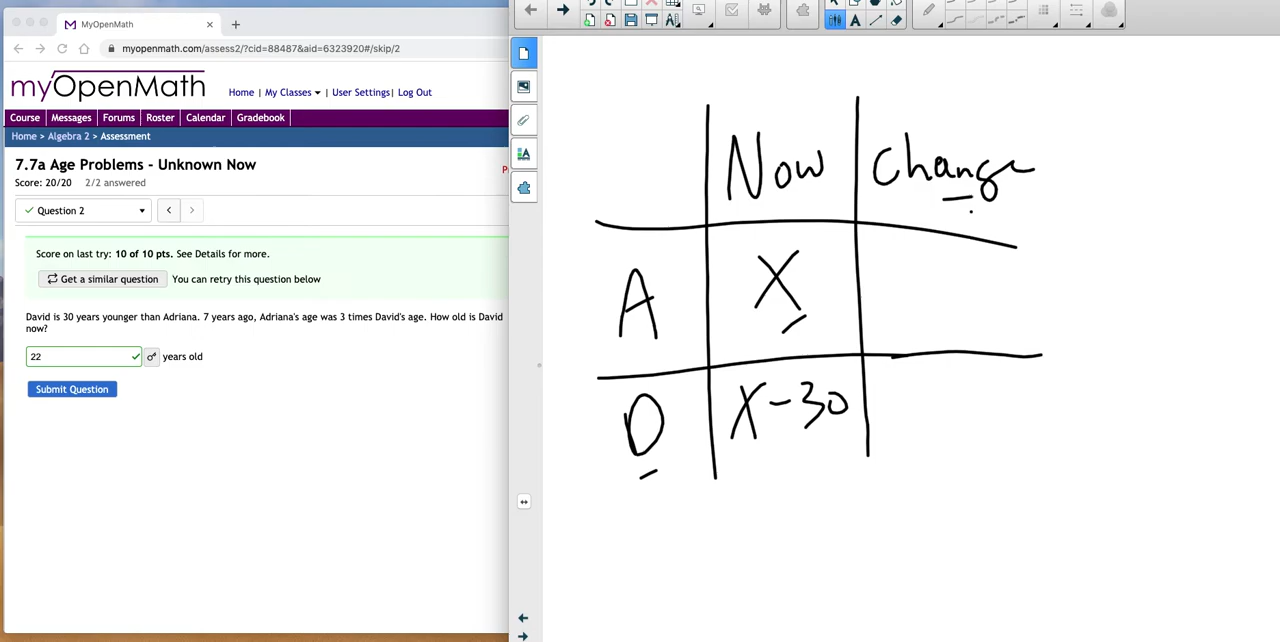 MyOpenMath
myopenmath.com/assess2/?cid=88487&aid=6323920#/skip/2
myOpenMath
Home | My Classes | User Settings | Log Out
Course Messages Forums Roster Calendar Gradebook
Home > Algebra 2 > Assessment
7.7a Age Problems - Unknown Now
Score: 20/20 2/2 answered
Question 2
Score on last try: 10 of 10 pts. See Details for more.
Get a similar question You can retry this question below
David is 30 years younger than Adriana. 7 years ago, Adriana's age was 3 times David's age. How old is David
now?
22 years old
Submit Question
Now Change
A X
D X-30